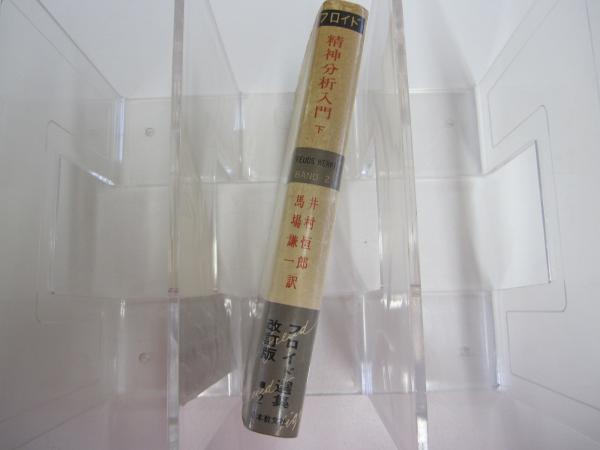 フロイド
精神分析入門 下
FREUDS WERKE
BAND 2
井村恒郎
馬場謙一 訳
フロイド選集
改訂版
日本教文社